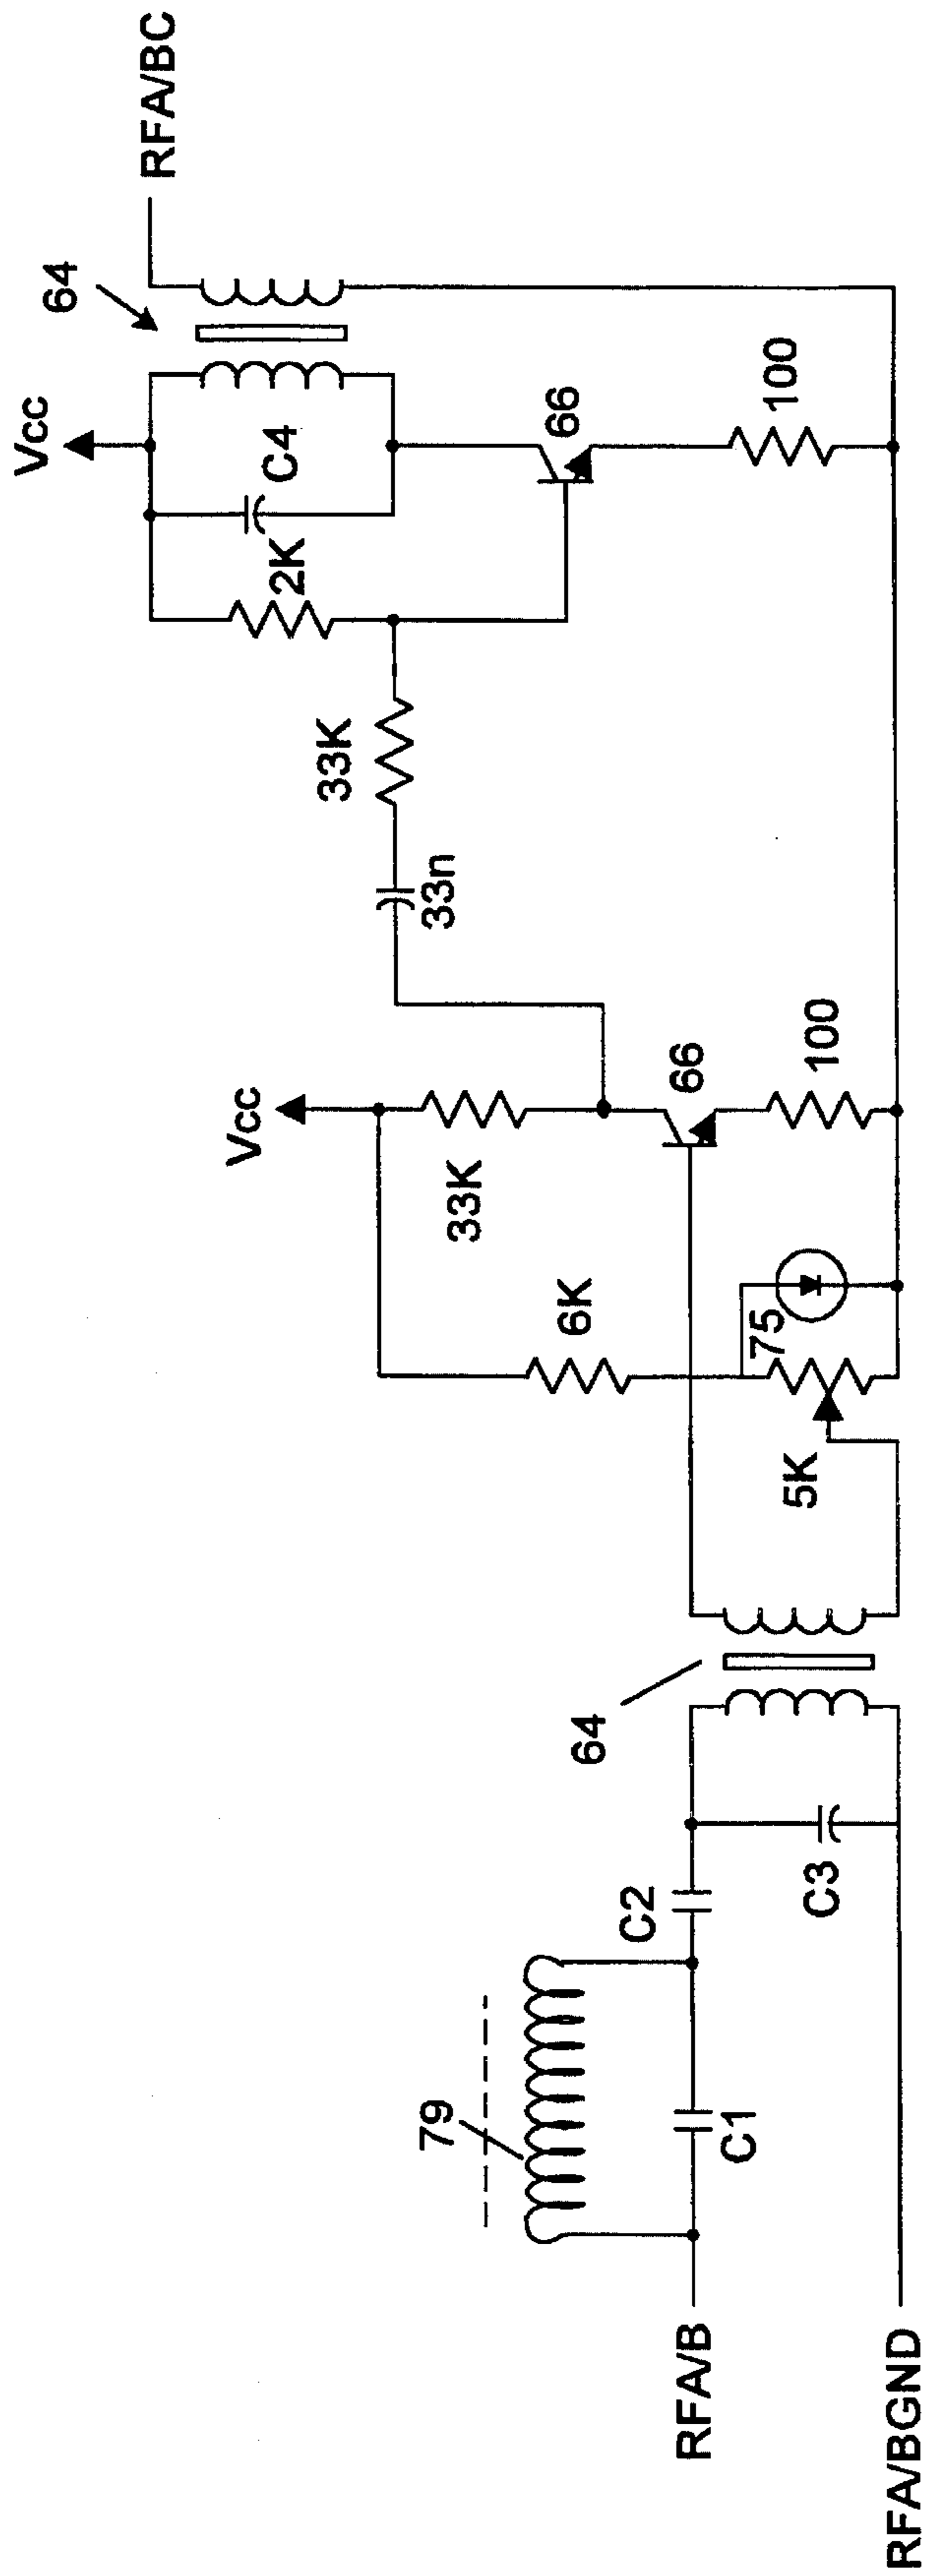 RFA/B
RFA/BGND
79
C1
C2
C3
64
5K
6K
75
Vcc
33K
66
100
33n
33K
2K
C4
Vcc
66
100
64
RFA/BC